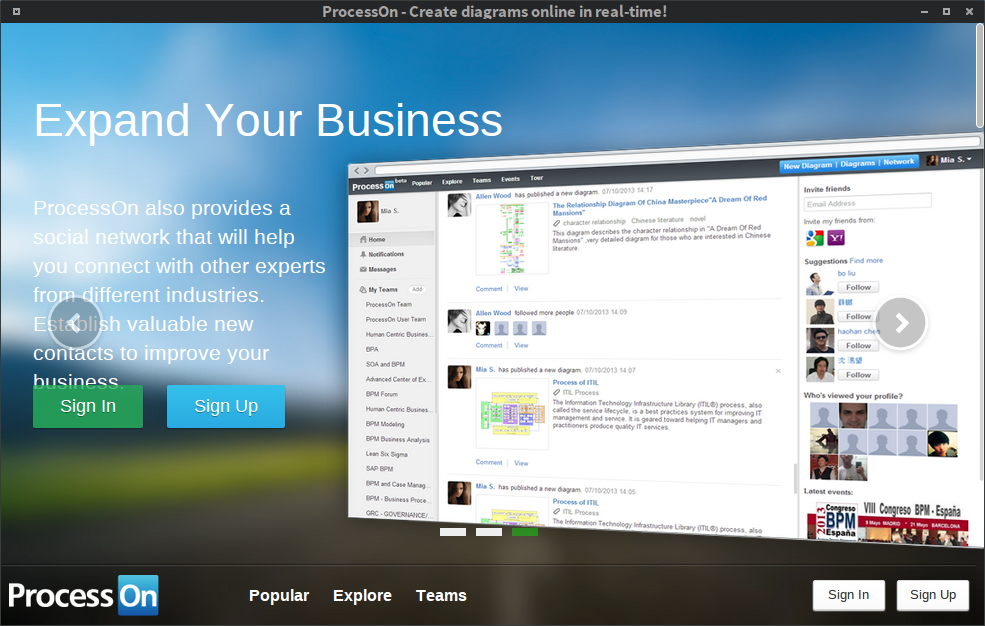 ProcessOn - Create diagrams online in real-time!
Expand Your Business
ProcessOn also provides a
social network that will help
you connect with other experts
from different industries.
Establish valuable new
contacts to improve your
business.
Sign In
Sign Up
New Diagram | Diagrams | Network
Mia S.
ProcessOn beta
Popular
Explore
Teams
Events
Tour
Mia S.
Home
Notifications
Messages
My Teams
Add
ProcessOn Team
ProcessOn User Team
Human Centric Busines...
BPA
SOA and BPM
Advanced Center of Ex...
BPM Forum
Human Centric Busines...
BPM Modeling
BPM Business Analysis
Lean Six Sigma
SAP BPM
BPM and Case Manag...
BPM - Business Proce...
GRC - GOVERNANCE/...
Allen Wood has published a new diagram. 07/10/2013 14:17
The Relationship Diagram Of China Masterpiece"A Dream Of Red
Mansions"
character relationship Chinese literature novel
This diagram describes the character relationship in "A Dream Of Red
Mansions" ,very detailed diagram for those who are interested in Chinese
literature.
Comment | View
Allen Wood followed more people 07/10/2013 14:09
Comment | View
Mia S. has published a new diagram. 07/10/2013 14:07
Process of ITIL
ITIL Process
The Information Technology Infrastructure Library (ITIL®) process, also
called the service lifecycle, is a best practices system for improving IT
management and service. It is geared toward helping IT managers and
practitioners produce quality IT services.
Comment | View
Mia S. has published a new diagram. 07/10/2013 14:05
Process of ITIL
ITIL Process
The Information Technology Infrastructure Library (ITIL®) process, also
Invite friends
Email Address
Invite my friends from:
Y!
Suggestions Find more
bo liu
Follow
Follow
haohan chen
Follow
Follow
Who's viewed your profile?
Latest events:
2013
Congreso
BPM
España
VIII Congreso BPM - España
9 Mayo MADRID * 21 Mayo BARCELONA
ProcessOn
Popular
Explore
Teams
Sign In
Sign Up